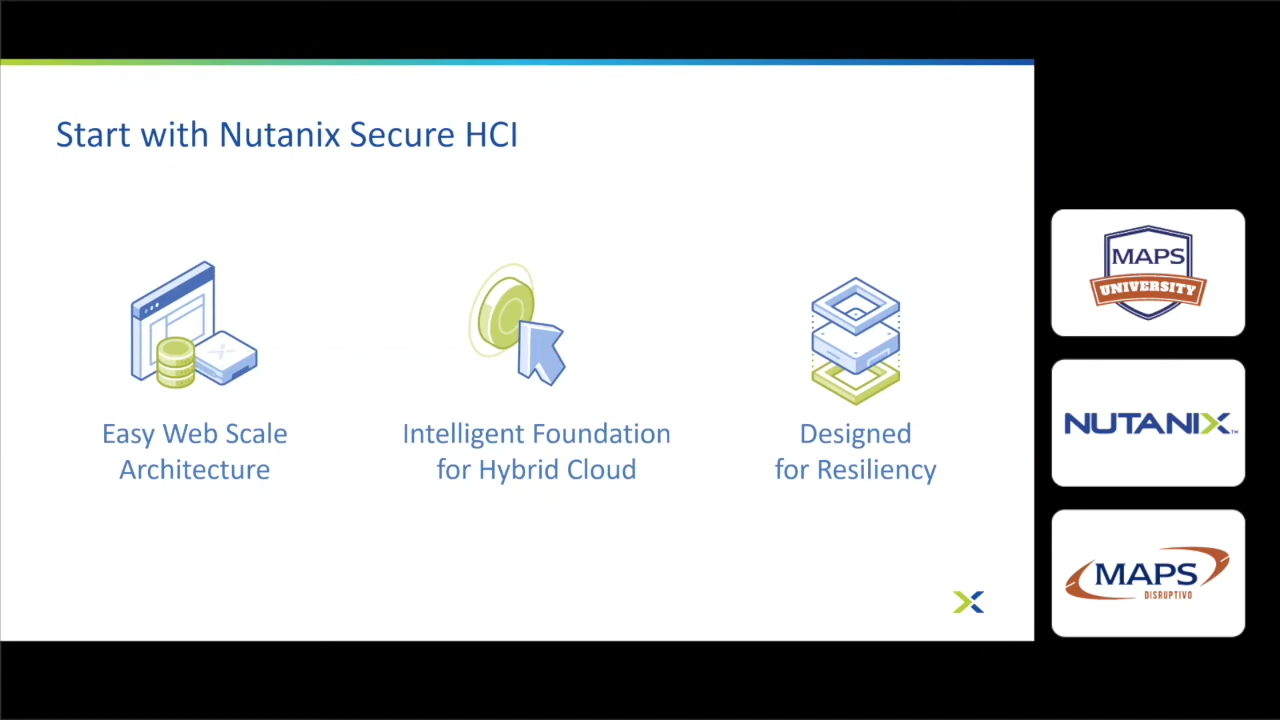 Start with Nutanix Secure HCI
Easy Web Scale
Architecture
Intelligent Foundation
for Hybrid Cloud
Designed
for Resiliency
MAPS
UNIVERSITY
NUTANIX™
MAPS
DISRUPTIVO